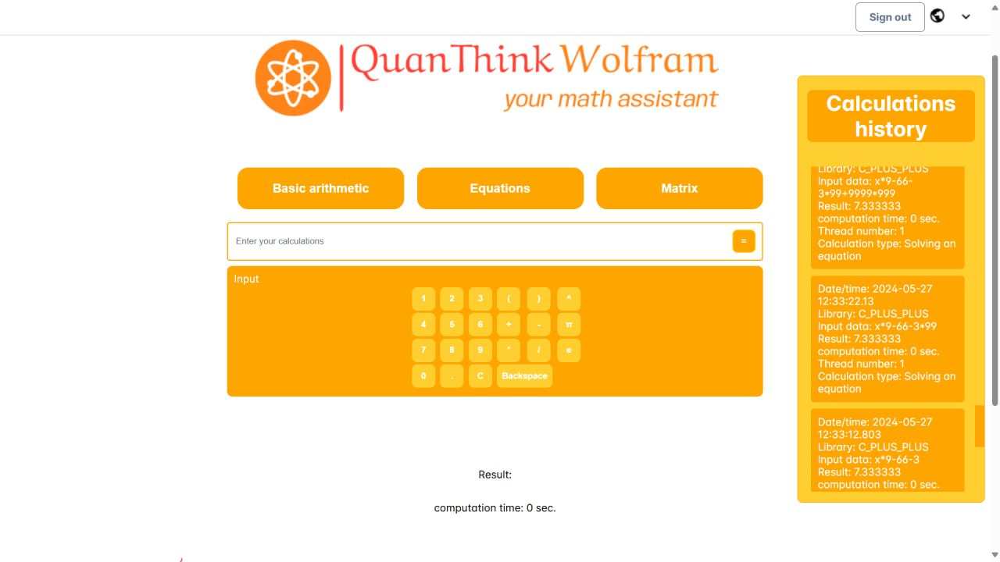 Sign out
QuanThink Wolfram
your math assistant
Calculations
history
Basic arithmetic
Equations
Matrix
Enter your calculations
=
Input
1 2 3 ( ) ^
4 5 6 + - π
7 8 9 * / e
0 . C Backspace
Result:
computation time: 0 sec.
Library: C_PLUS_PLUS
Input data: x*9-66-
3*99+9999*999
Result: 7.333333
computation time: 0 sec.
Thread number: 1
Calculation type: Solving an
equation
Date/time: 2024-05-27
12:33:22.13
Library: C_PLUS_PLUS
Input data: x*9-66-3*99
Result: 7.333333
computation time: 0 sec.
Thread number: 1
Calculation type: Solving an
equation
Date/time: 2024-05-27
12:33:12.803
Library: C_PLUS_PLUS
Input data: x*9-66-3
Result: 7.333333
computation time: 0 sec.